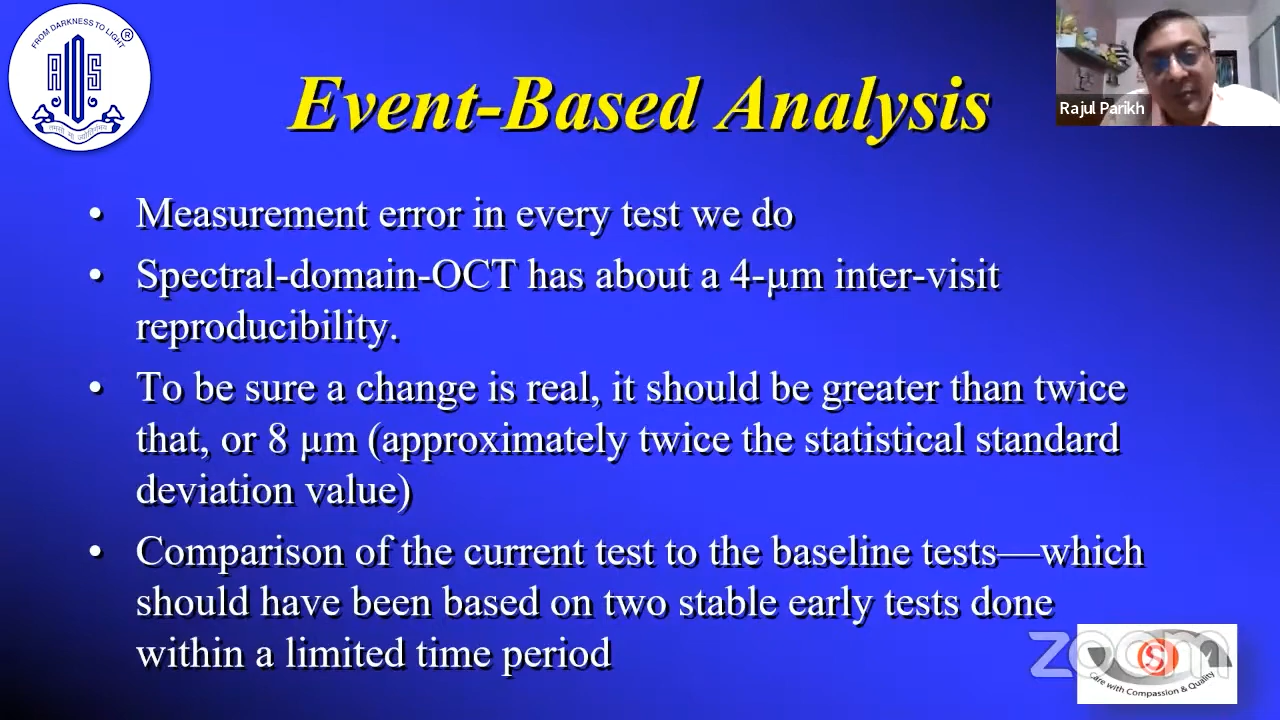 FROM DARKNESS TO LIGHT
®
AIOS
तमसो मा ज्योतिर्गमय
Event-Based Analysis
Rajul Parikh
• Measurement error in every test we do
• Spectral-domain-OCT has about a 4-µm inter-visit
reproducibility.
• To be sure a change is real, it should be greater than twice
that, or 8 µm (approximately twice the statistical standard
deviation value)
• Comparison of the current test to the baseline tests—which
should have been based on two stable early tests done
within a limited time period
zoom
Care with Compassion & Quality